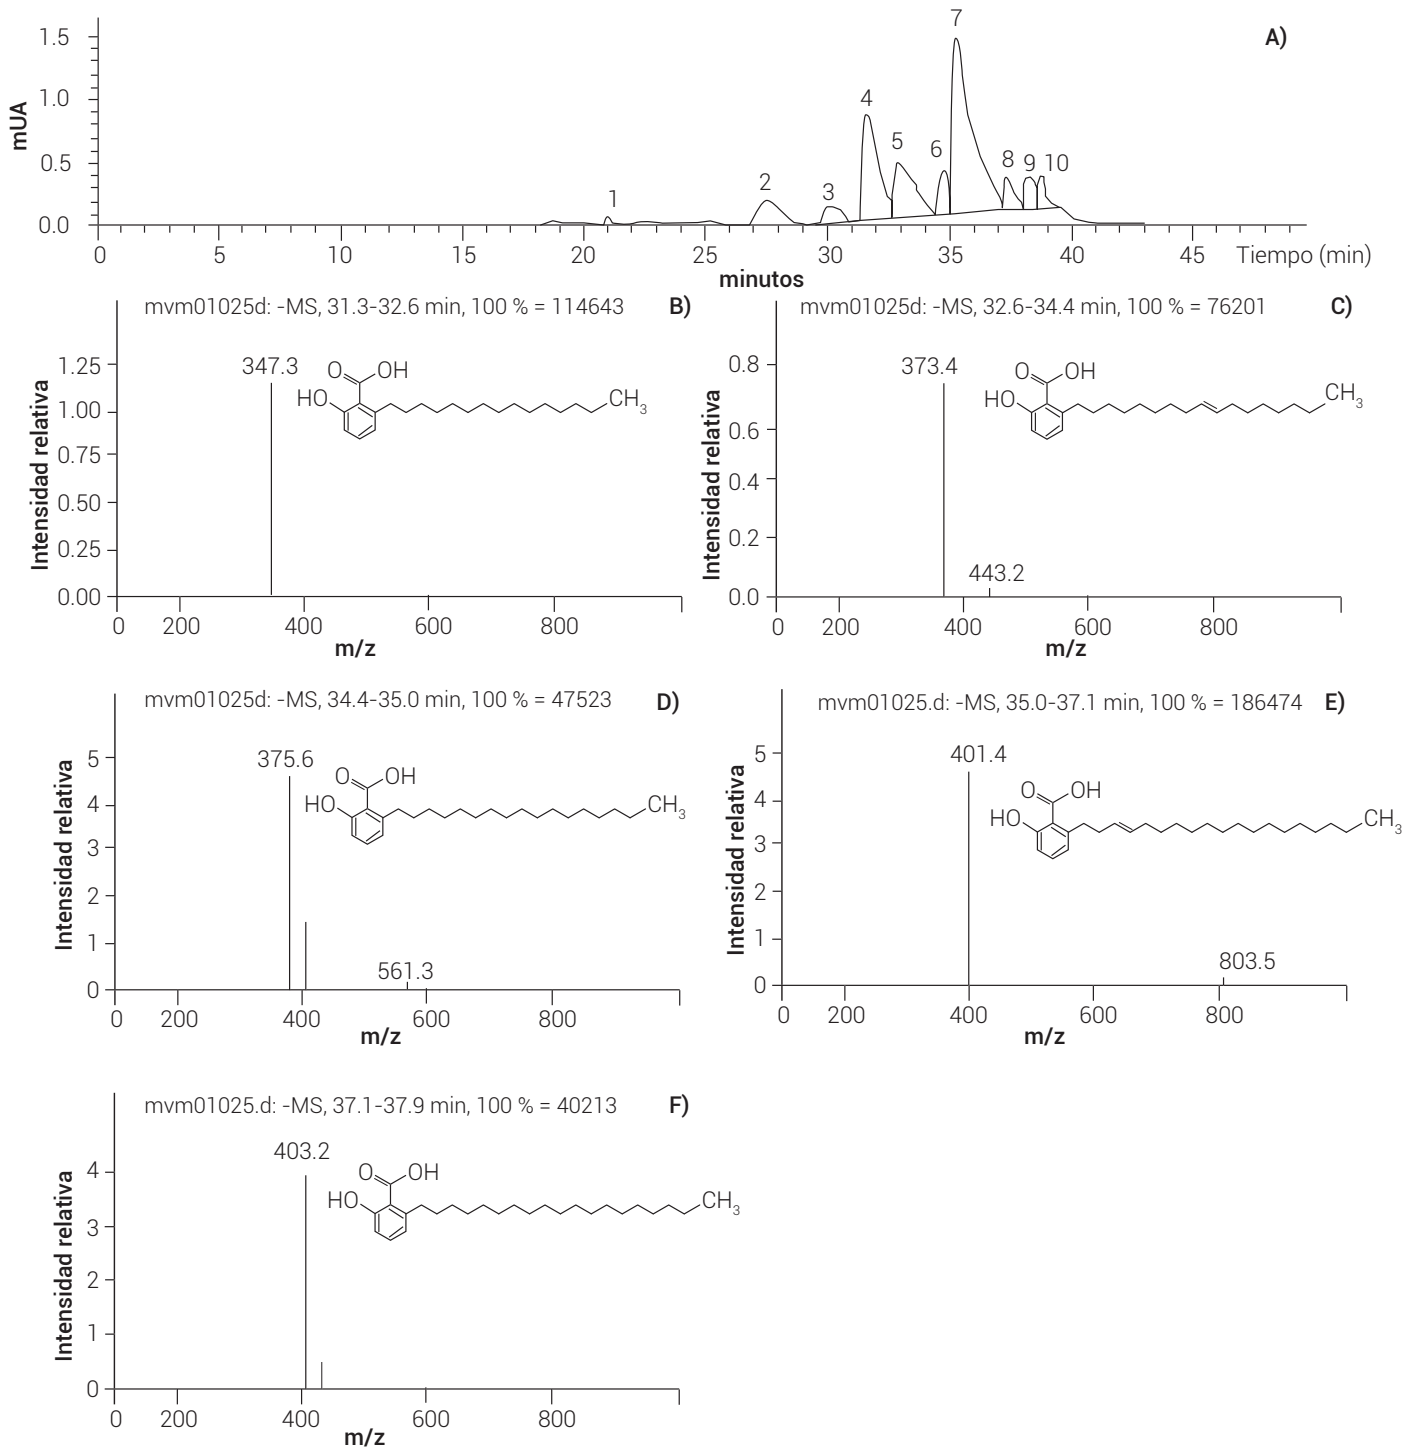 7
A)
1.5
4
1.0
mUA
5
6
0.5
8 9 10
2
3
1
0.0
0 5 10 15 20 25 30 35 40 45 Tiempo (min)
minutos
mvm01025d: -MS, 31.3-32.6 min, 100 % = 114643 B)
1.25
347.3
O OH
HO CH3
1.00
0.75
0.50
0.25
0.00
Intensidad relativa
0 200 400 600 800
m/z
mvm01025d: -MS, 32.6-34.4 min, 100 % = 76201 C)
0.8
373.4
O OH
HO CH3
0.6
0.4
0.2
443.2
0.0
Intensidad relativa
0 200 400 600 800
m/z
mvm01025d: -MS, 34.4-35.0 min, 100 % = 47523 D)
5
375.6
O OH
HO CH3
4
3
2
1
561.3
0
Intensidad relativa
0 200 400 600 800
m/z
mvm01025.d: -MS, 35.0-37.1 min, 100 % = 186474 E)
5
401.4
O OH
HO CH3
4
3
2
1
803.5
0
Intensidad relativa
0 200 400 600 800
m/z
mvm01025.d: -MS, 37.1-37.9 min, 100 % = 40213 F)
403.2
4
O OH
HO CH3
3
2
1
0
Intensidad relativa
0 200 400 600 800
m/z